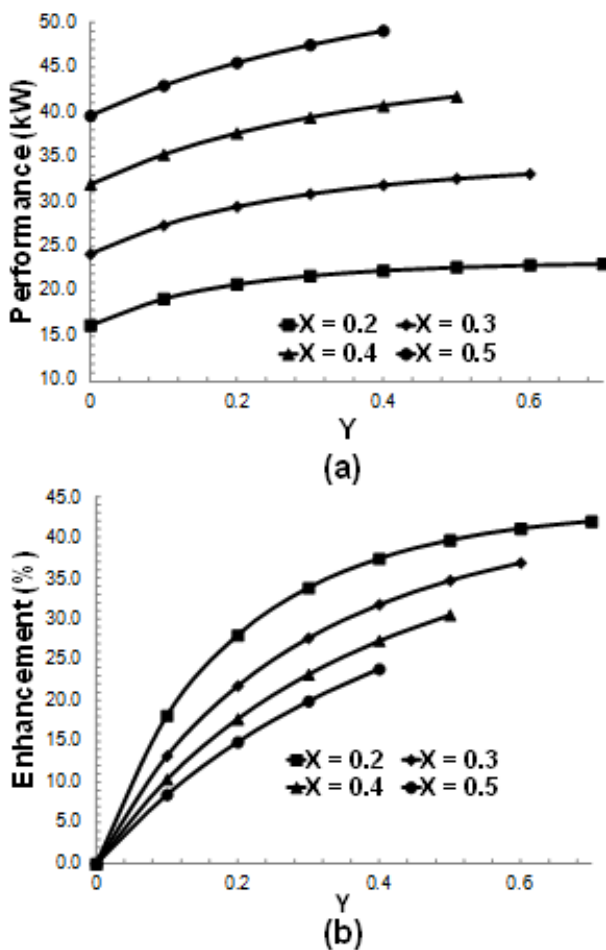 Performance (kW)
50.0
45.0
40.0
35.0
30.0
25.0
20.0
15.0
10.0
X = 0.2 X = 0.3
X = 0.4 X = 0.5
0 0.2 0.4 0.6
Y
(a)
Enhancement (%)
45.0
40.0
35.0
30.0
25.0
20.0
15.0
10.0
5.0
0.0
X = 0.2 X = 0.3
X = 0.4 X = 0.5
0 0.2 0.4 0.6
Y
(b)